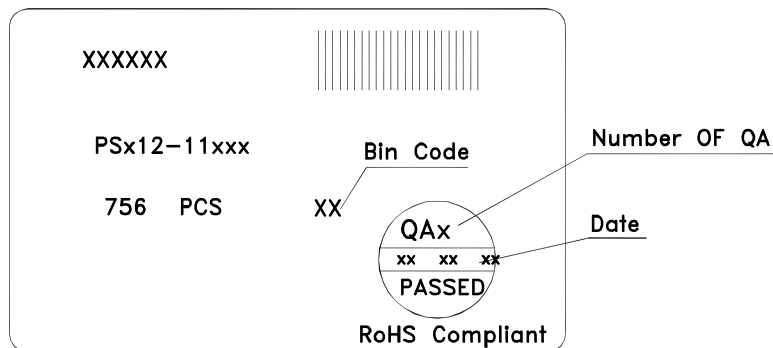 XXXXXX
PSx12-11xxx
Bin Code
Number OF QA
756 PCS
XX
QAx
Date
xx xx xx
PASSED
RoHS Compliant